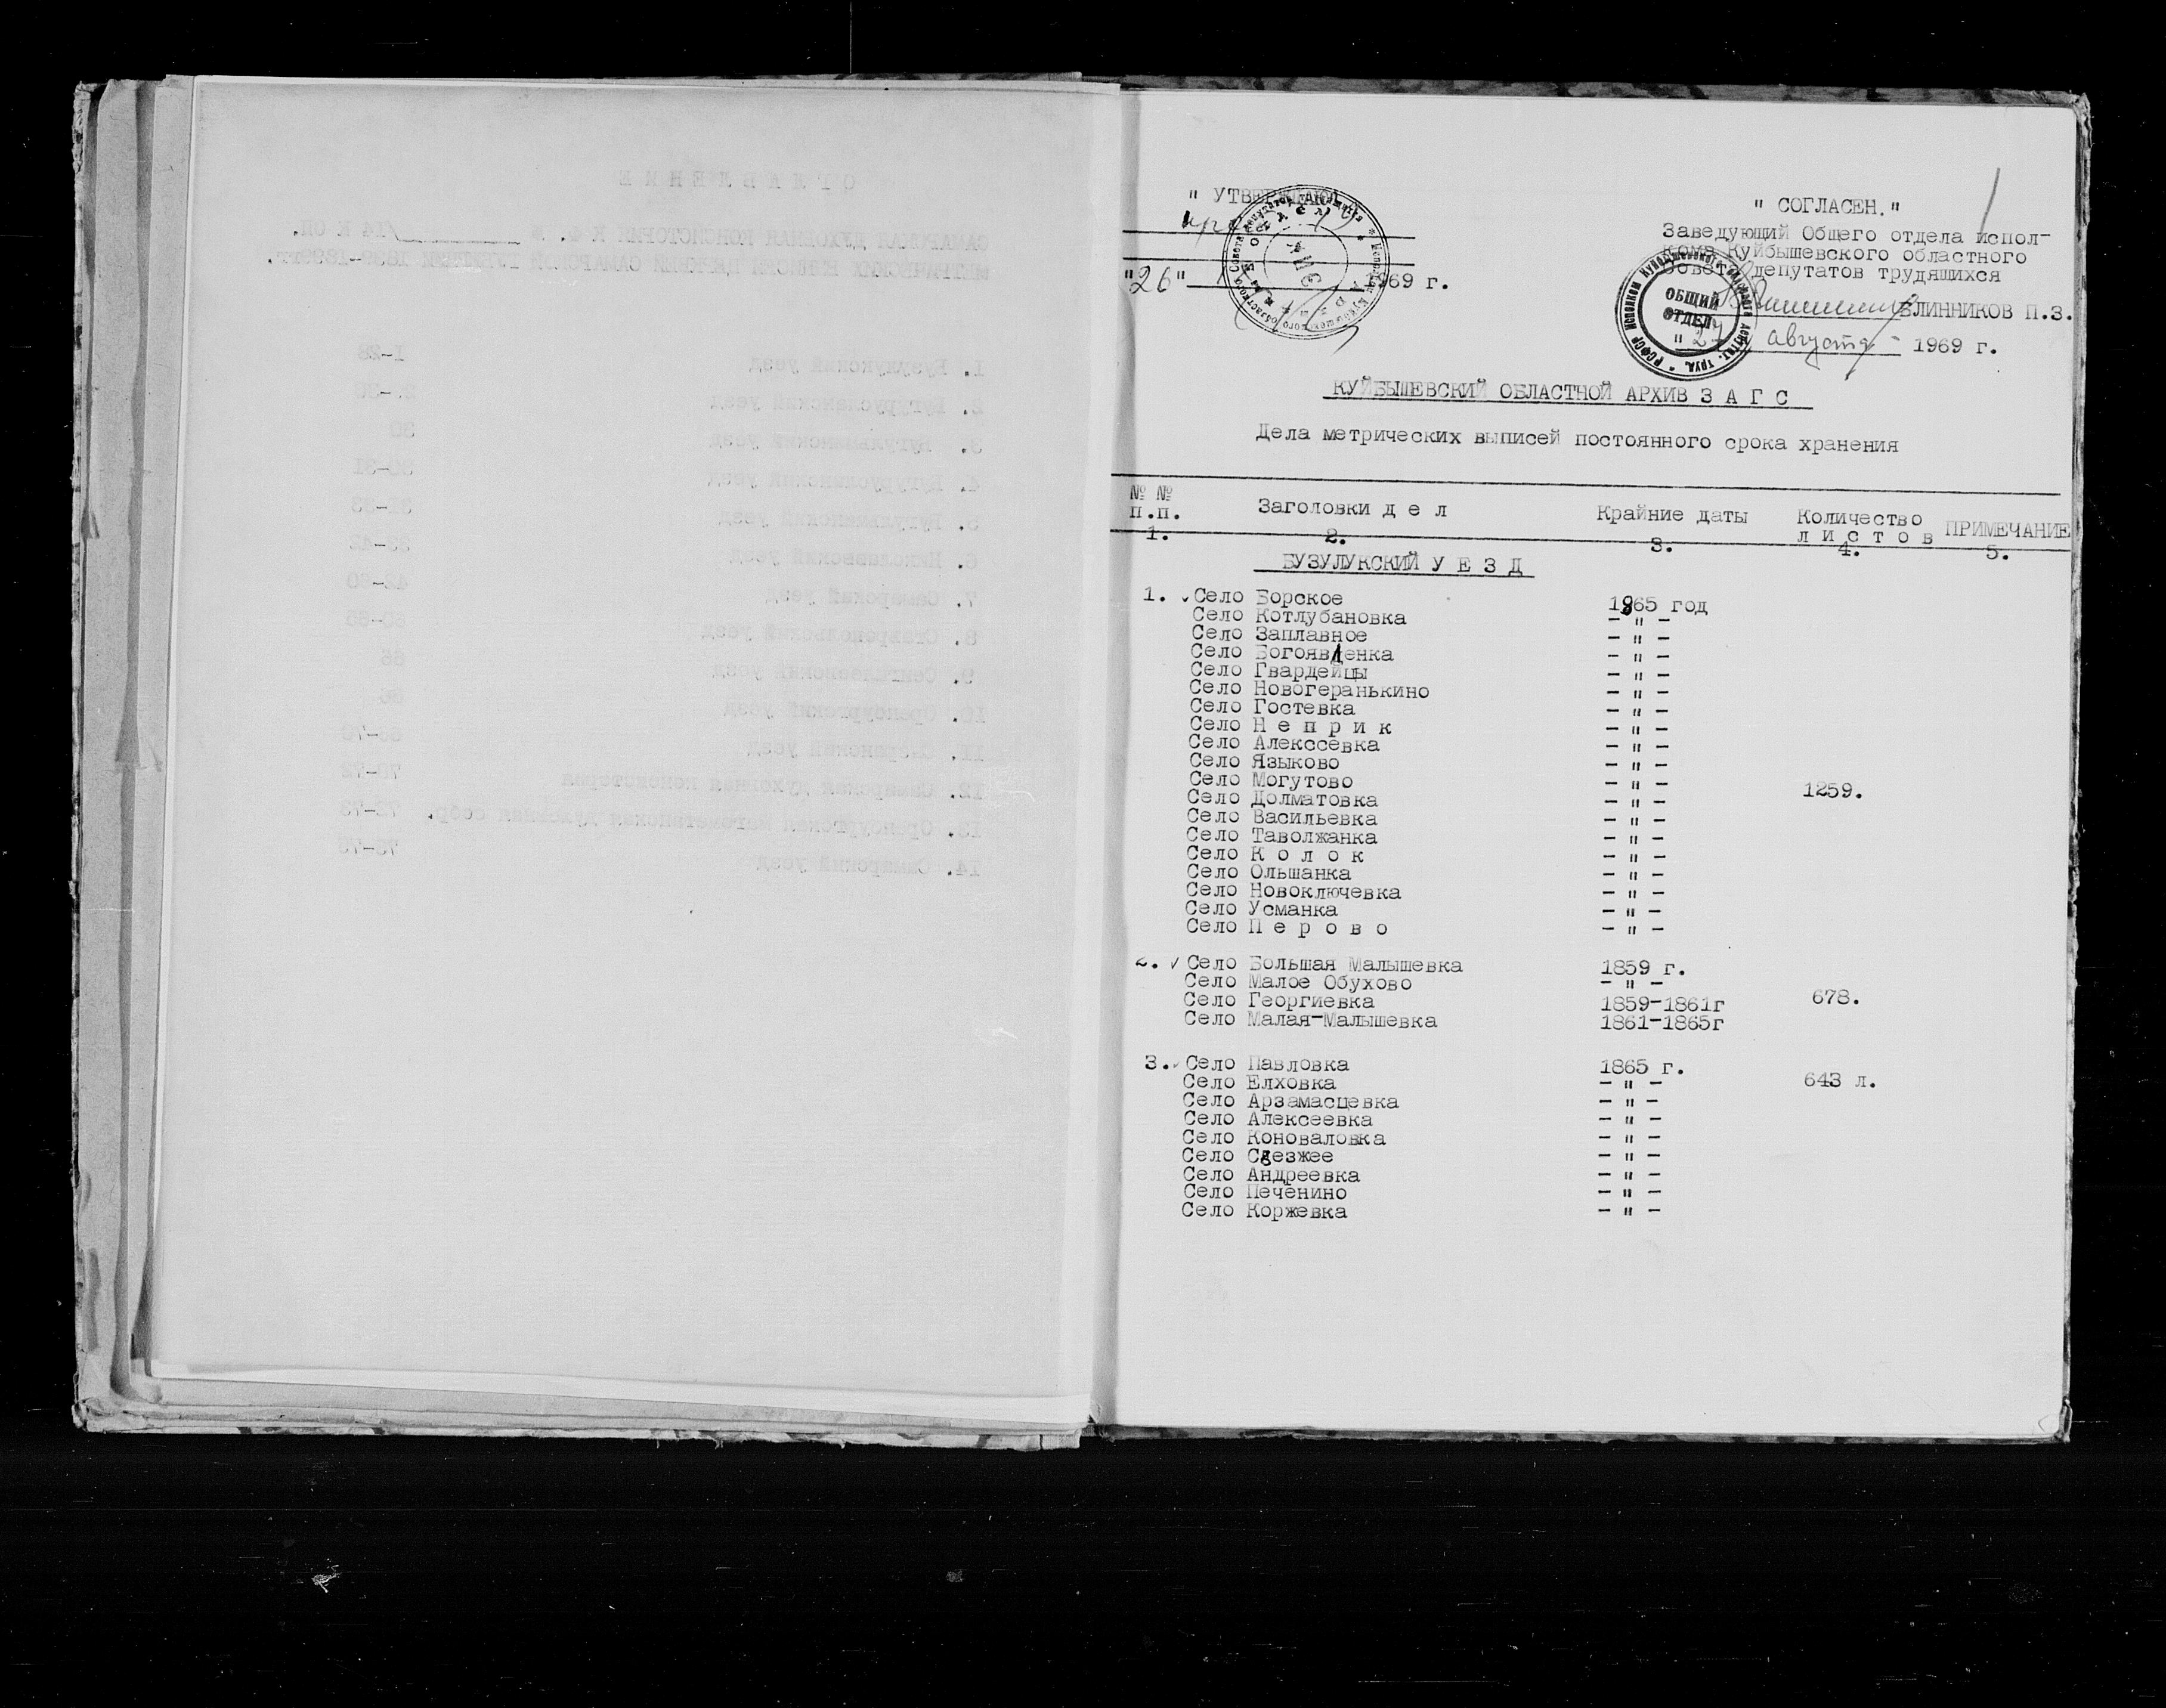 " УТВЕРЖДАЮ
"26" 1969 г.
" СОГЛАСЕН."
Заведующий Общего отдела испол-
кома Куйбышевского областного
Совета депутатов трудящихся
БЛИННИКОВ П.З.
ОБЩИЙ
ОТДЕЛ
" 27 августа 1969 г.
КУЙБЫШЕВСКИЙ ОБЛАСТНОЙ АРХИВ З А Г С
Дела метрических выписей постоянного срока хранения
№ № Заголовки д е л Крайние даты Количество ПРИМЕЧАНИЕ
п.п. л и с т о в
1. 2. 3. 4. 5.
БУЗУЛУКСКИЙ У Е З Д
1. Село Борское 1865 год
Село Котлубановка - " -
Село Заплавное - " -
Село Богоявленка - " -
Село Гвардейцы - " -
Село Новогеранькино - " -
Село Гостевка - " -
Село Н е п р и к - " -
Село Алекссевка - " -
Село Языково - " -
Село Могутово - " - 1259.
Село Долматовка - " -
Село Васильевка - " -
Село Таволжанка - " -
Село К о л о к - " -
Село Ольшанка - " -
Село Новоключевка - " -
Село Усманка - " -
Село П е р о в о - " -
2. Село Большая Малышевка 1859 г.
Село Малое Обухово - " -
Село Георгиевка 1859-1861г 678.
Село Малая-Малышевка 1861-1865г
3. Село Павловка 1865 г.
Село Елховка - " - 643 л.
Село Арзамасцевка - " -
Село Алексеевка - " -
Село Коноваловка - " -
Село Съезжее - " -
Село Андреевка - " -
Село Печенино - " -
Село Коржевка - " -